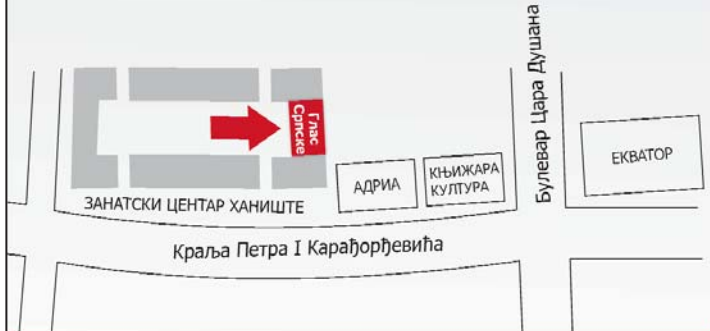 Глас
Српске
Булевар Цара Душана
АДРИА
КЊИЖАРА
КУЛТУРА
ЕКВАТОР
ЗАНАТСКИ ЦЕНТАР ХАНИШТЕ
Краља Петра I Карађорђевића